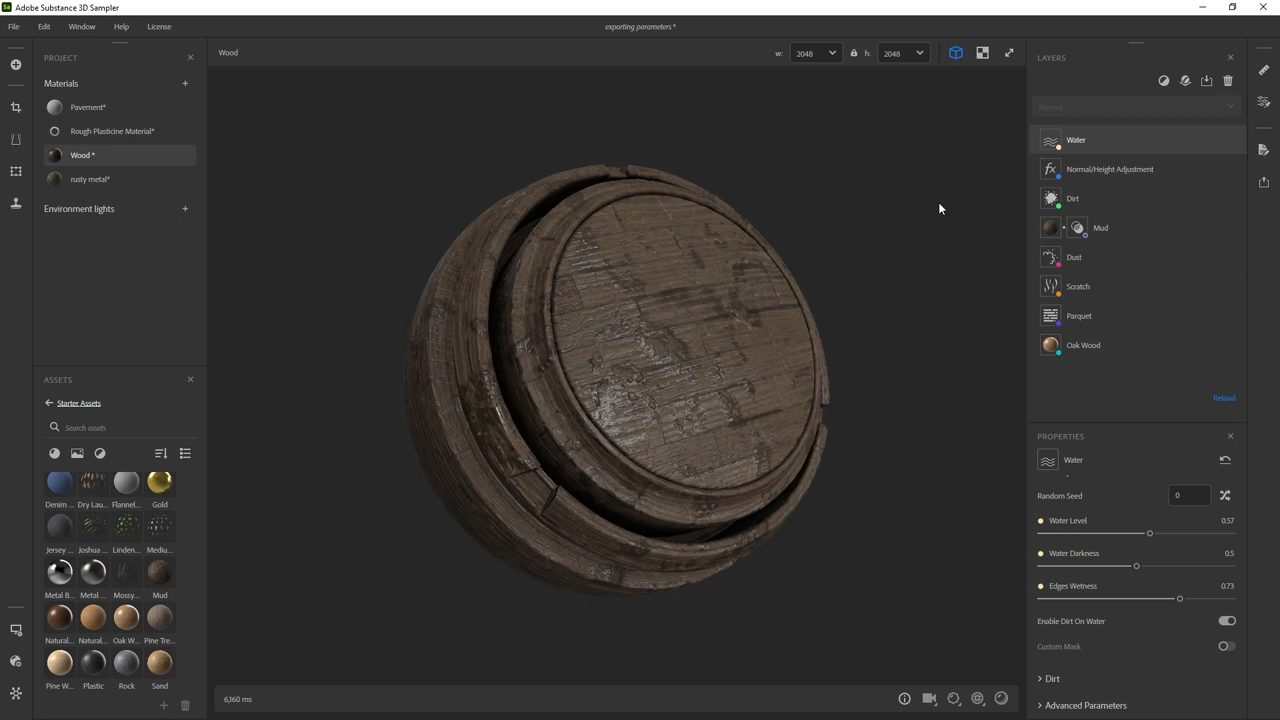 Sa Adobe Substance 3D Sampler
File Edit Window Help License exporting parameters*
PROJECT
Materials
Pavement*
Rough Plasticine Material*
Wood *
rusty metal*
Environment lights
ASSETS
Starter Assets
Search assets
Denim ... Dry Lau... Flannel... Gold
Jersey ... Joshua ... Linden... Mediu...
Metal B... Metal ... Mossy... Mud
Natural... Natural... Oak W... Pine Tre...
Pine W... Plastic Rock Sand
Wood w: 2048 h: 2048
6,160 ms
LAYERS
Normal
Water
Normal/Height Adjustment
Dirt
Mud
Dust
Scratch
Parquet
Oak Wood
Reload
PROPERTIES
Water
Random Seed 0
Water Level 0.57
Water Darkness 0.5
Edges Wetness 0.73
Enable Dirt On Water
Custom Mask
Dirt
Advanced Parameters